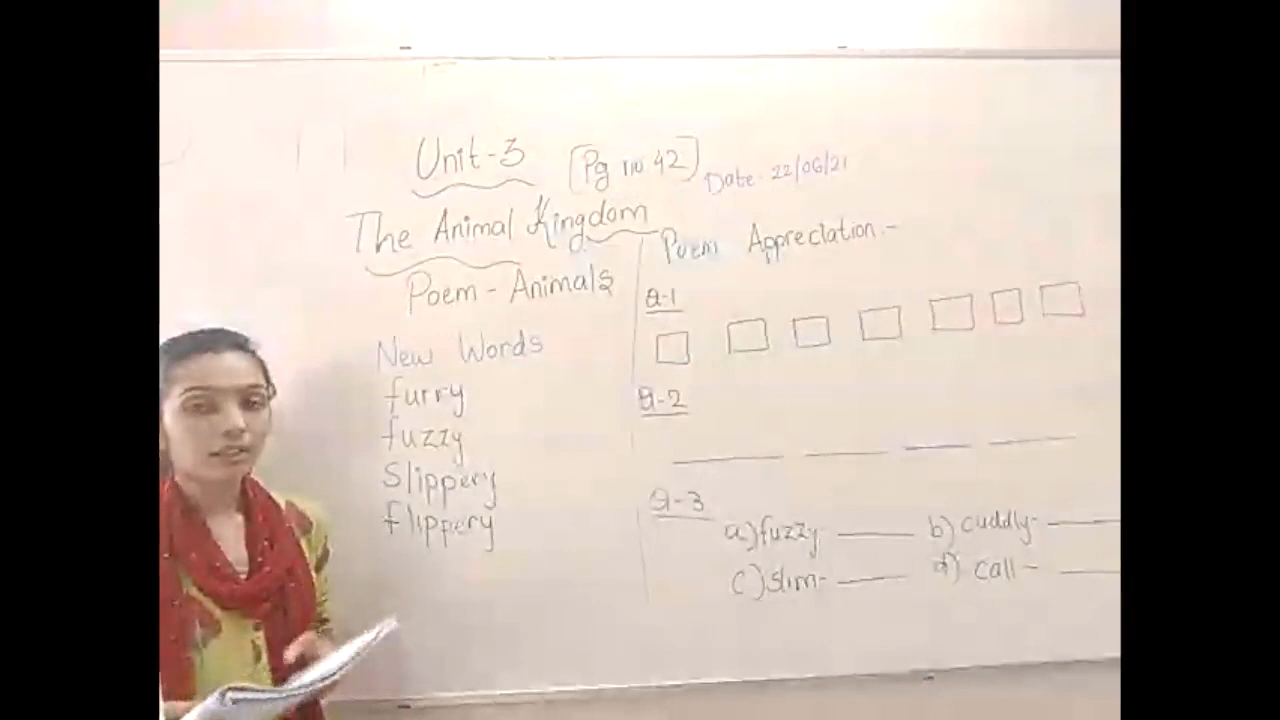 Unit-3 [Pg no 42] Date: 22/06/21
The Animal Kingdom
Poem - Animals
New Words
furry
fuzzy
Slippery
flippery
Poem Appreciation:-
Q-1
Q-2
Q-3
a) fuzzy b) cuddly-
c) slim- d) call-